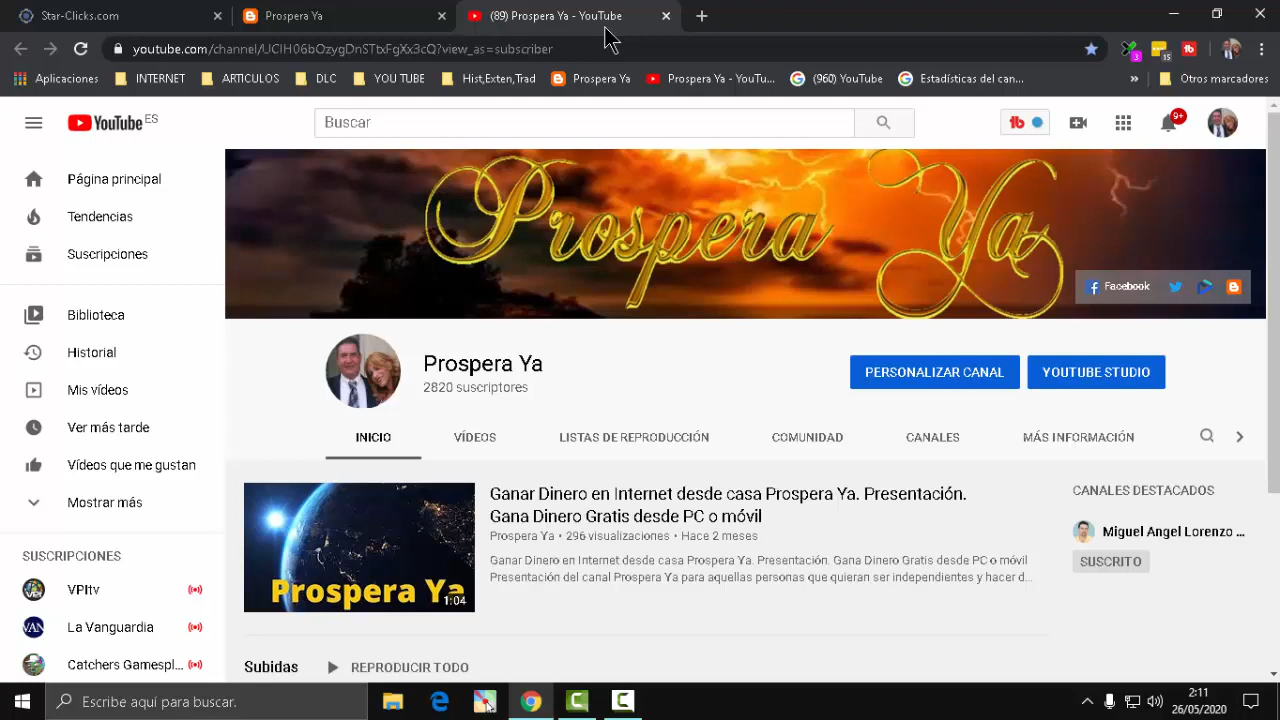 Star-Clicks.com
Prospera Ya
(89) Prospera Ya - YouTube
youtube.com/channel/UCIH06bOzygDnSTtxFgXx3cQ?view_as=subscriber
3
15
Aplicaciones
INTERNET
ARTICULOS
DLC
YOU TUBE
Hist,Exten,Trad
Prospera Ya
Prospera Ya - YouTu...
(960) YouTube
Estadísticas del can...
»
Otros marcadores
YouTube ES
Buscar
tb
9+
Página principal
Tendencias
Suscripciones
Biblioteca
Historial
Mis vídeos
Ver más tarde
Vídeos que me gustan
Mostrar más
SUSCRIPCIONES
VPItv
La Vanguardia
Catchers Gamespl...
Prospera Ya
Facebook
Prospera Ya
2820 suscriptores
PERSONALIZAR CANAL
YOUTUBE STUDIO
INICIO
VÍDEOS
LISTAS DE REPRODUCCIÓN
COMUNIDAD
CANALES
MÁS INFORMACIÓN
Prospera Ya
1:04
Ganar Dinero en Internet desde casa Prospera Ya. Presentación.
Gana Dinero Gratis desde PC o móvil
Prospera Ya • 296 visualizaciones • Hace 2 meses
Ganar Dinero en Internet desde casa Prospera Ya. Presentación. Gana Dinero Gratis desde PC o móvil
Presentación del canal Prospera Ya para aquellas personas que quieran ser independientes y hacer d...
CANALES DESTACADOS
Miguel Angel Lorenzo ...
SUSCRITO
Subidas
REPRODUCIR TODO
Escribe aquí para buscar.
2:11
26/05/2020